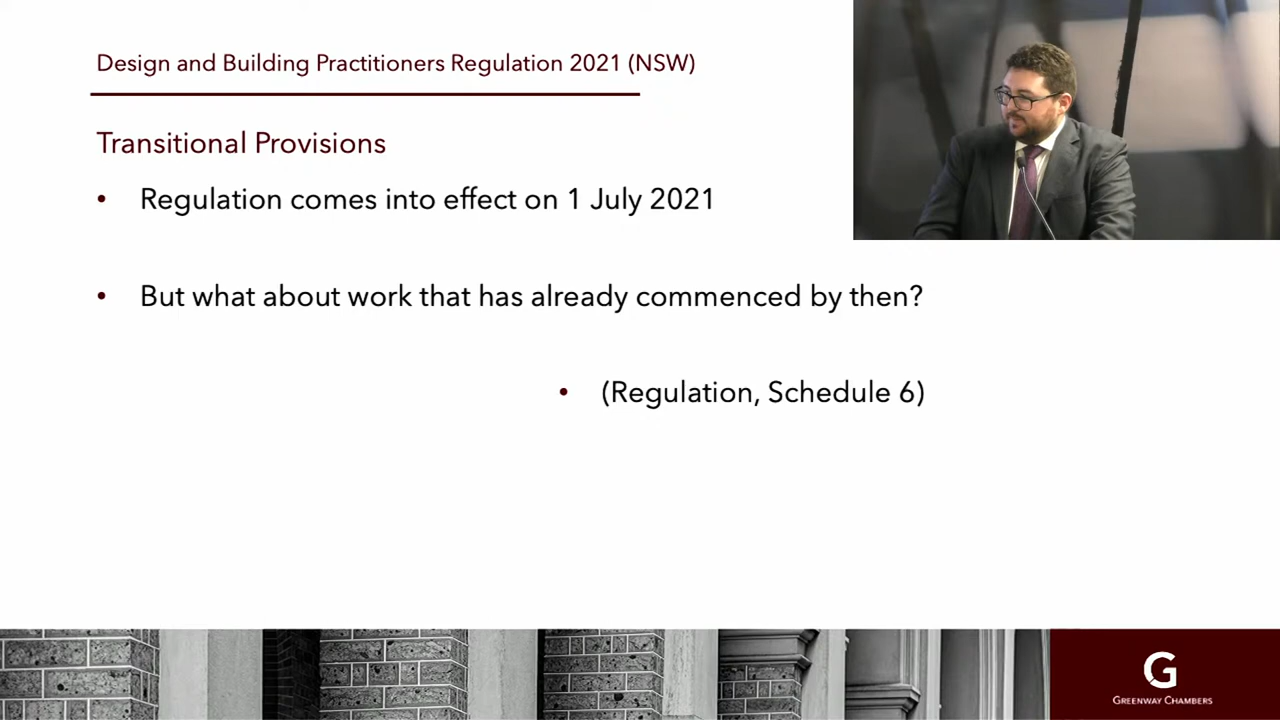 Design and Building Practitioners Regulation 2021 (NSW)
Transitional Provisions
• Regulation comes into effect on 1 July 2021
• But what about work that has already commenced by then?
• (Regulation, Schedule 6)
G
GREENWAY CHAMBERS